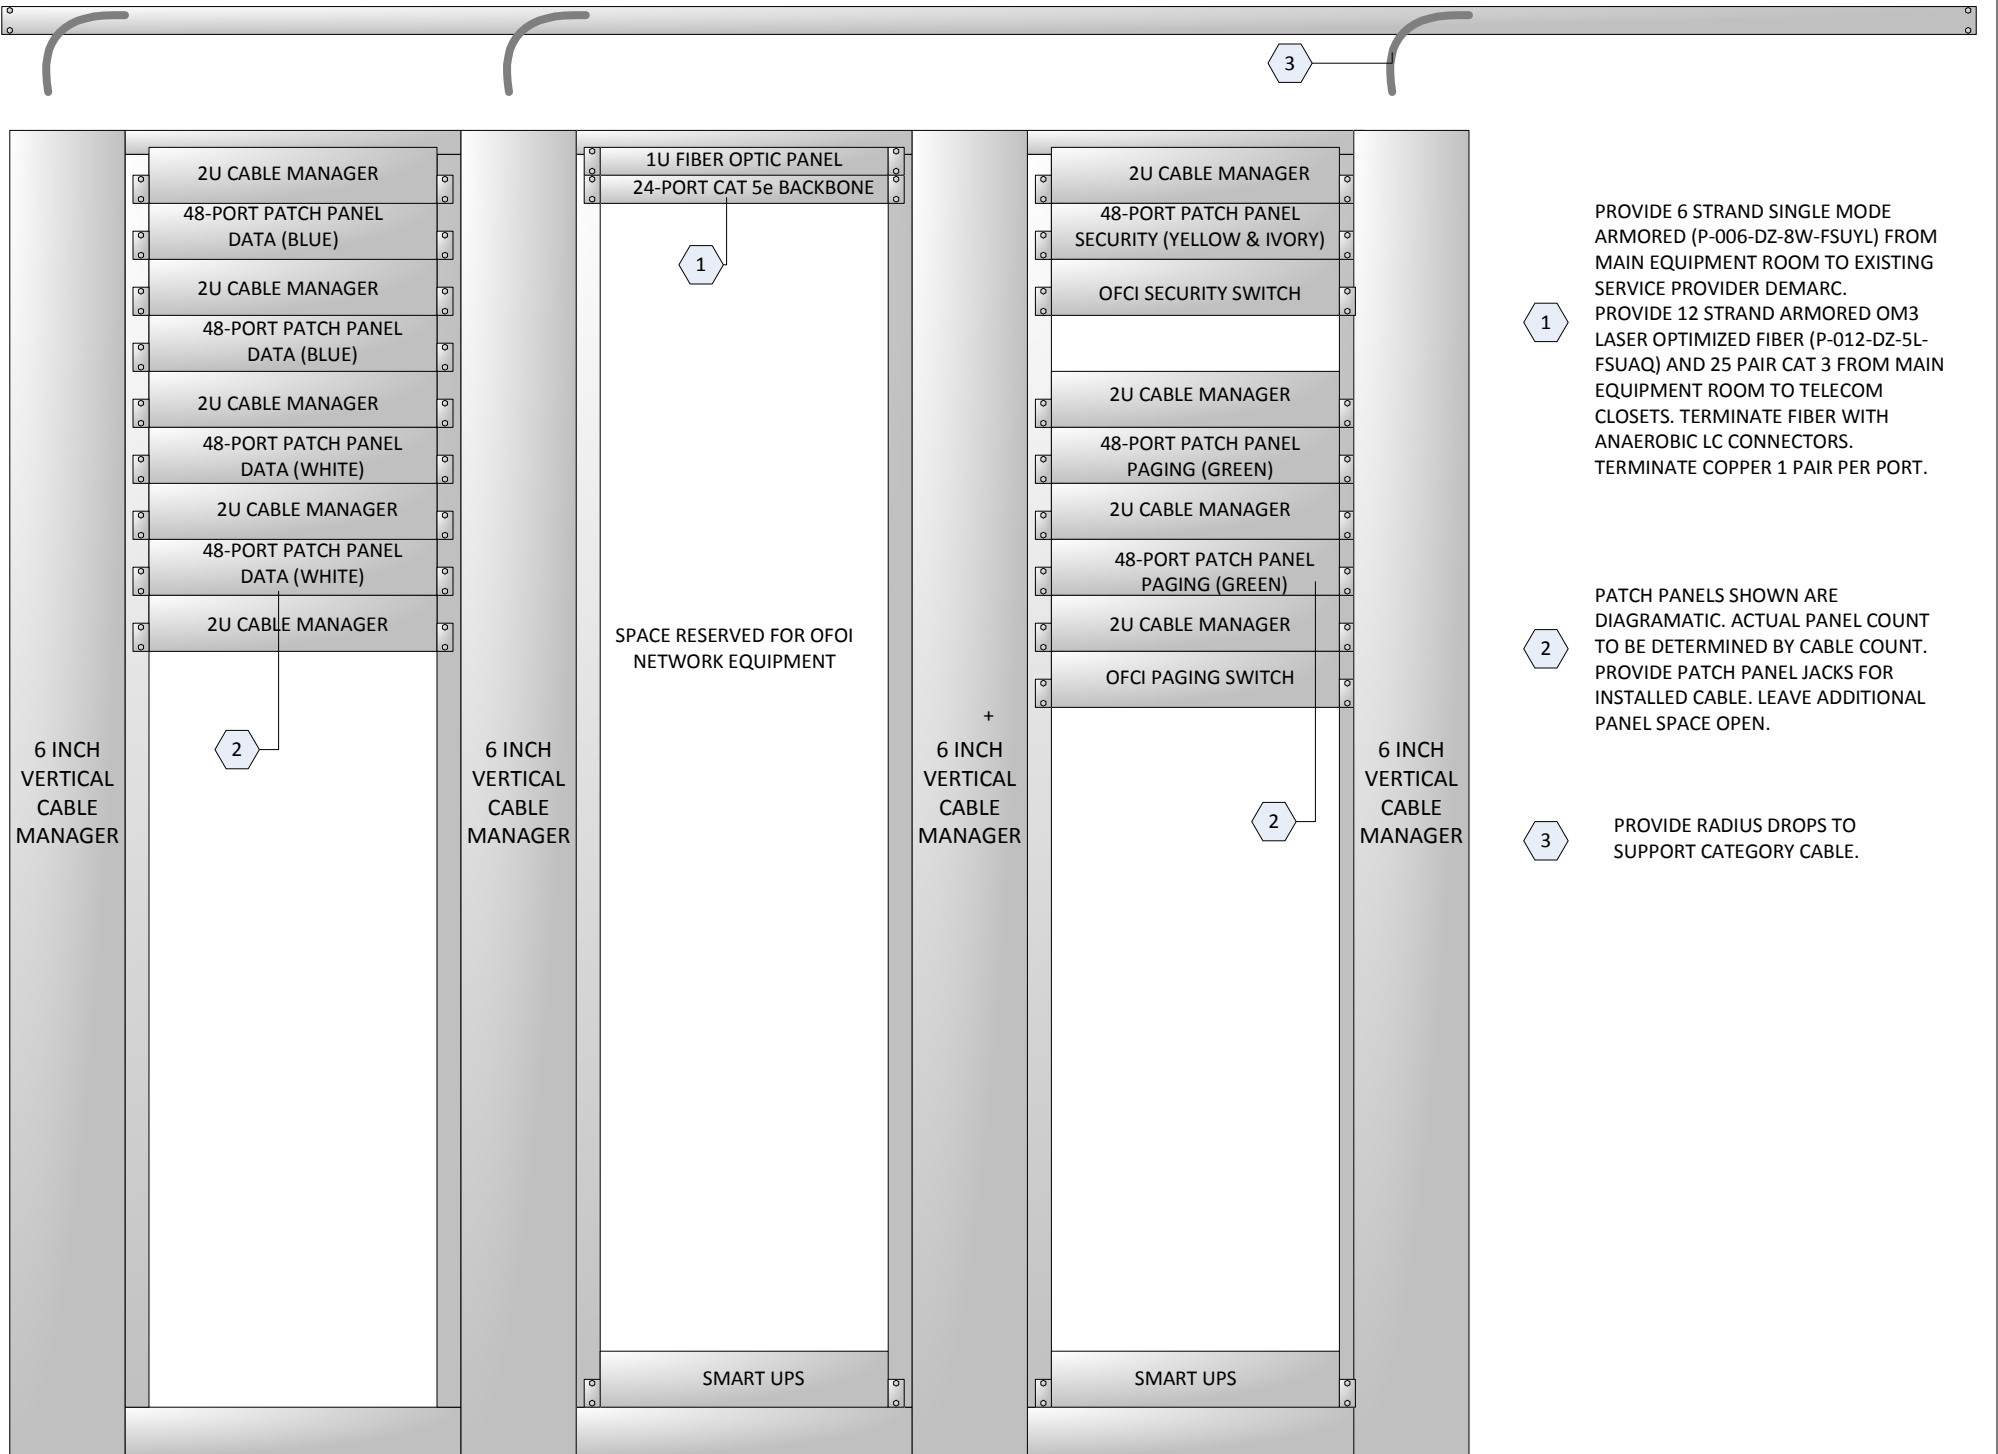 3
2U CABLE MANAGER
48-PORT PATCH PANEL
DATA (BLUE)
2U CABLE MANAGER
48-PORT PATCH PANEL
DATA (BLUE)
2U CABLE MANAGER
48-PORT PATCH PANEL
DATA (WHITE)
2U CABLE MANAGER
48-PORT PATCH PANEL
DATA (WHITE)
2U CABLE MANAGER
2
6 INCH
VERTICAL
CABLE
MANAGER
6 INCH
VERTICAL
CABLE
MANAGER
1U FIBER OPTIC PANEL
24-PORT CAT 5e BACKBONE
1
SPACE RESERVED FOR OFOI
NETWORK EQUIPMENT
SMART UPS
+
6 INCH
VERTICAL
CABLE
MANAGER
2U CABLE MANAGER
48-PORT PATCH PANEL
SECURITY (YELLOW & IVORY)
OFCI SECURITY SWITCH
2U CABLE MANAGER
48-PORT PATCH PANEL
PAGING (GREEN)
2U CABLE MANAGER
48-PORT PATCH PANEL
PAGING (GREEN)
2U CABLE MANAGER
OFCI PAGING SWITCH
2
SMART UPS
6 INCH
VERTICAL
CABLE
MANAGER
1
PROVIDE 6 STRAND SINGLE MODE
ARMORED (P-006-DZ-8W-FSUYL) FROM
MAIN EQUIPMENT ROOM TO EXISTING
SERVICE PROVIDER DEMARC.
PROVIDE 12 STRAND ARMORED OM3
LASER OPTIMIZED FIBER (P-012-DZ-5L-
FSUAQ) AND 25 PAIR CAT 3 FROM MAIN
EQUIPMENT ROOM TO TELECOM
CLOSETS. TERMINATE FIBER WITH
ANAEROBIC LC CONNECTORS.
TERMINATE COPPER 1 PAIR PER PORT.
2
PATCH PANELS SHOWN ARE
DIAGRAMATIC. ACTUAL PANEL COUNT
TO BE DETERMINED BY CABLE COUNT.
PROVIDE PATCH PANEL JACKS FOR
INSTALLED CABLE. LEAVE ADDITIONAL
PANEL SPACE OPEN.
3
PROVIDE RADIUS DROPS TO
SUPPORT CATEGORY CABLE.